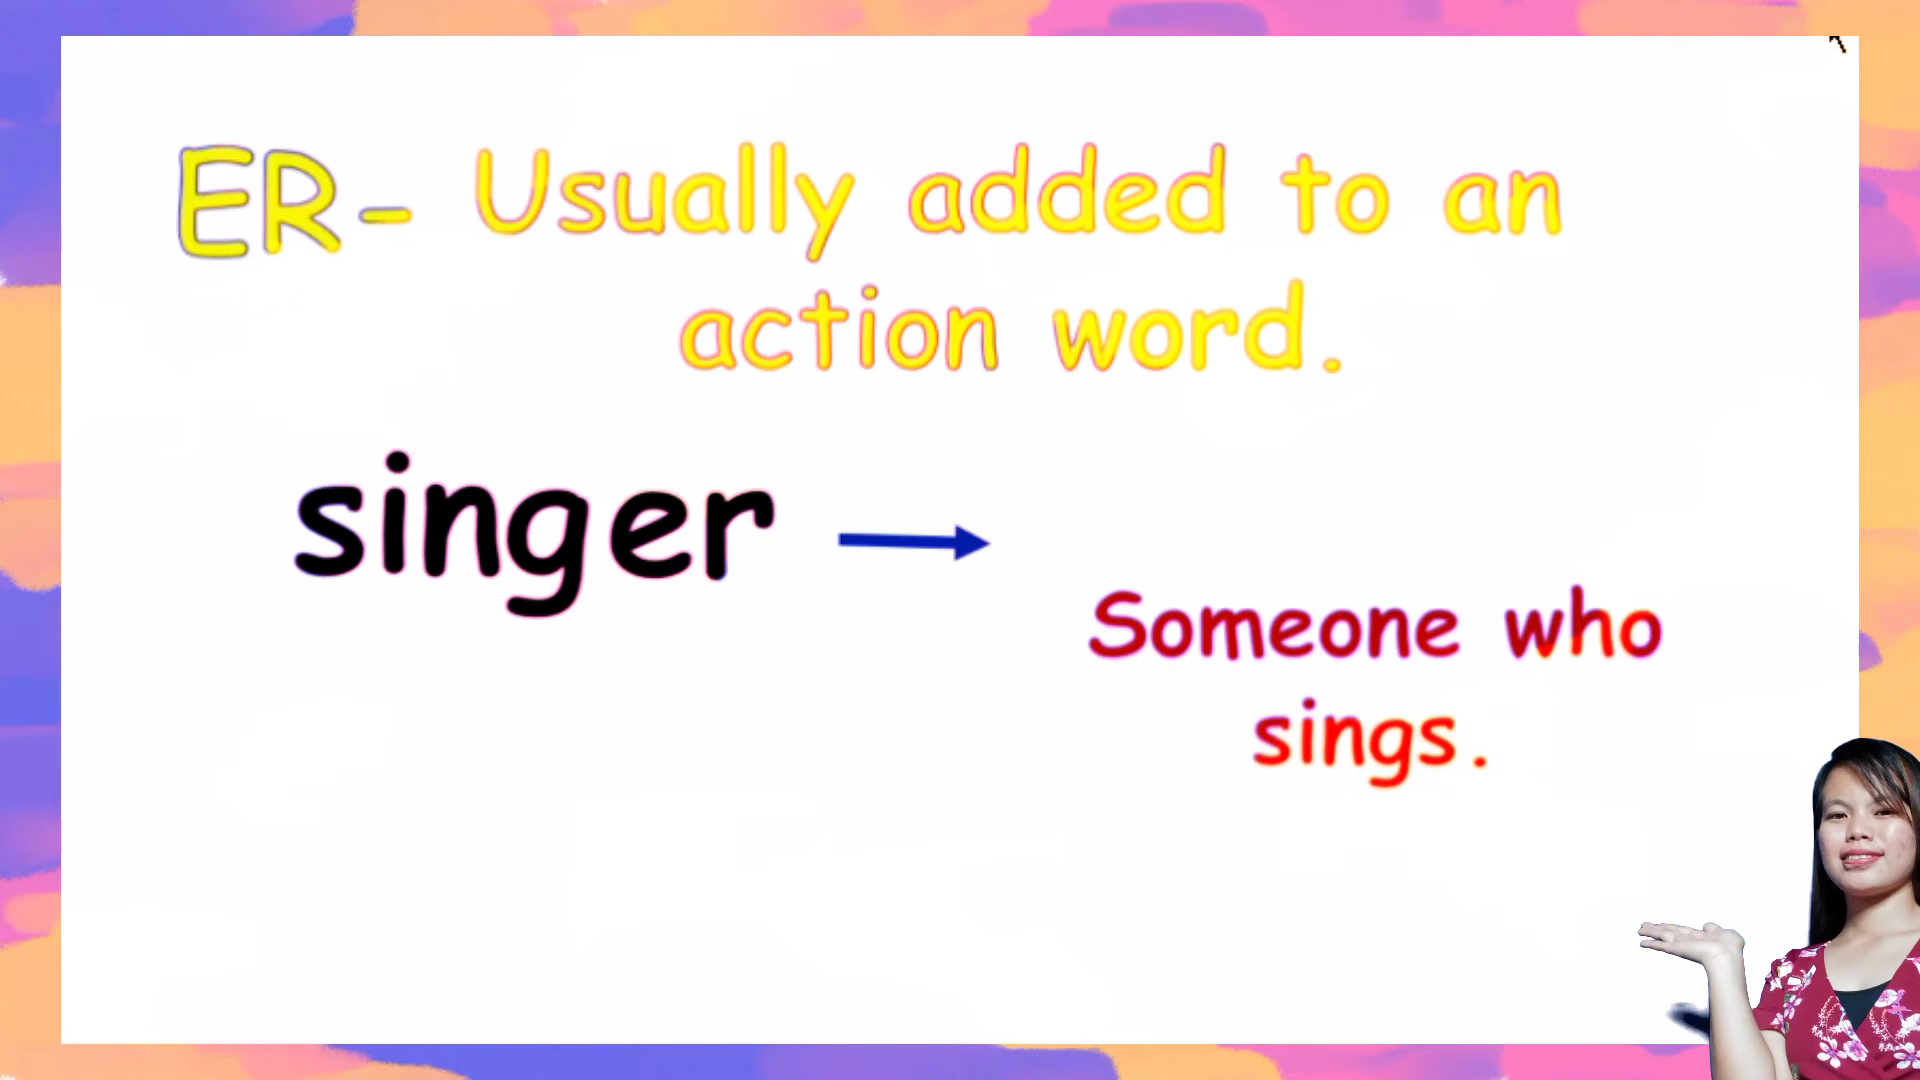 ER- Usually added to an
action word.
singer
Someone who
sings.